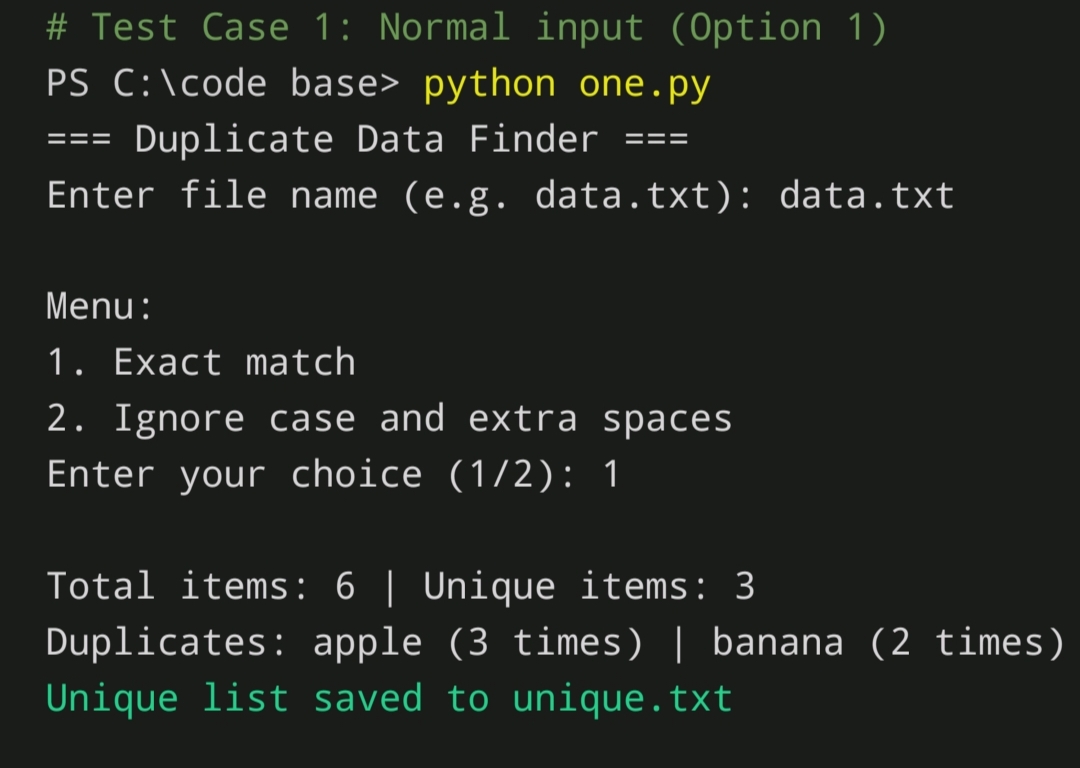 # Test Case 1: Normal input (Option 1)
PS C:\code base> python one.py
=== Duplicate Data Finder ===
Enter file name (e.g. data.txt): data.txt
Menu:
1. Exact match
2. Ignore case and extra spaces
Enter your choice (1/2): 1
Total items: 6 | Unique items: 3
Duplicates: apple (3 times) | banana (2 times)
Unique list saved to unique.txt